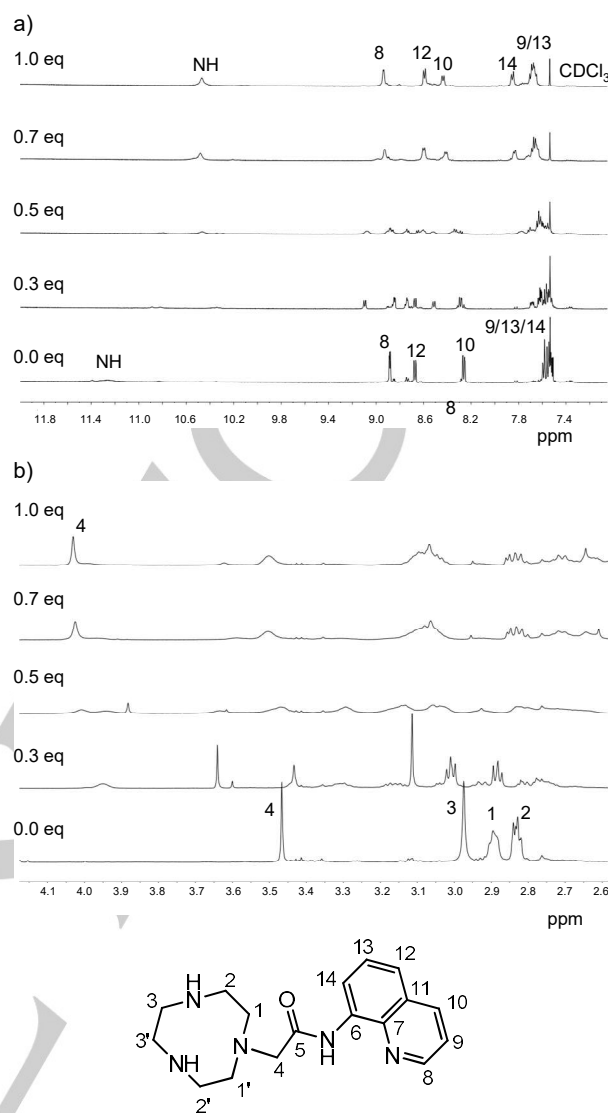 a)
1.0 eq
NH
8
12
10
14
9/13
CDCl3
0.7 eq
0.5 eq
0.3 eq
0.0 eq
NH
8
12
10
9/13/14
11.8 11.4 11.0 10.6 10.2 9.8 9.4 9.0 8.6 8.2 7.8 7.4
8
ppm
b)
1.0 eq
4
0.7 eq
0.5 eq
0.3 eq
0.0 eq
4
3
1
2
4.1 4.0 3.9 3.8 3.7 3.6 3.5 3.4 3.3 3.2 3.1 3.0 2.9 2.8 2.7 2.6
ppm
13
H
N
2
14
12
3
1
O
11
10
3'
6
7
NH
N
5
N
H
9
4
N
8
2'
1'